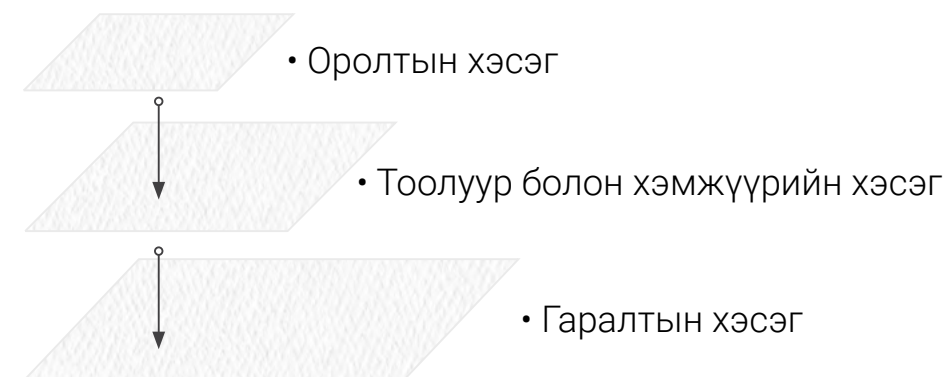 • Оролтын хэсэг
• Тоолуур болон хэмжүүрийн хэсэг
• Гаралтын хэсэг